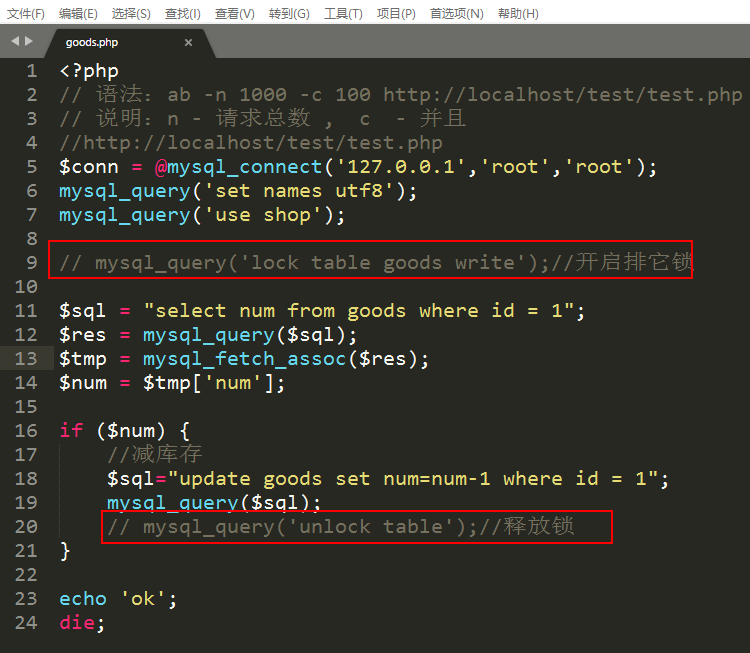 文件(F) 编辑(E) 选择(S) 查找(I) 查看(V) 转到(G) 工具(T) 项目(P) 首选项(N) 帮助(H)
goods.php ×
1 <?php
2 // 语法：ab -n 1000 -c 100 http://localhost/test/test.php
3 // 说明：n - 请求总数 ， c - 并且
4 //http://localhost/test/test.php
5 $conn = @mysql_connect('127.0.0.1','root','root');
6 mysql_query('set names utf8');
7 mysql_query('use shop');
8
9 // mysql_query('lock table goods write');//开启排它锁
10
11 $sql = "select num from goods where id = 1";
12 $res = mysql_query($sql);
13 $tmp = mysql_fetch_assoc($res);
14 $num = $tmp['num'];
15
16 if ($num) {
17 //减库存
18 $sql="update goods set num=num-1 where id = 1";
19 mysql_query($sql);
20 // mysql_query('unlock table');//释放锁
21 }
22
23 echo 'ok';
24 die;